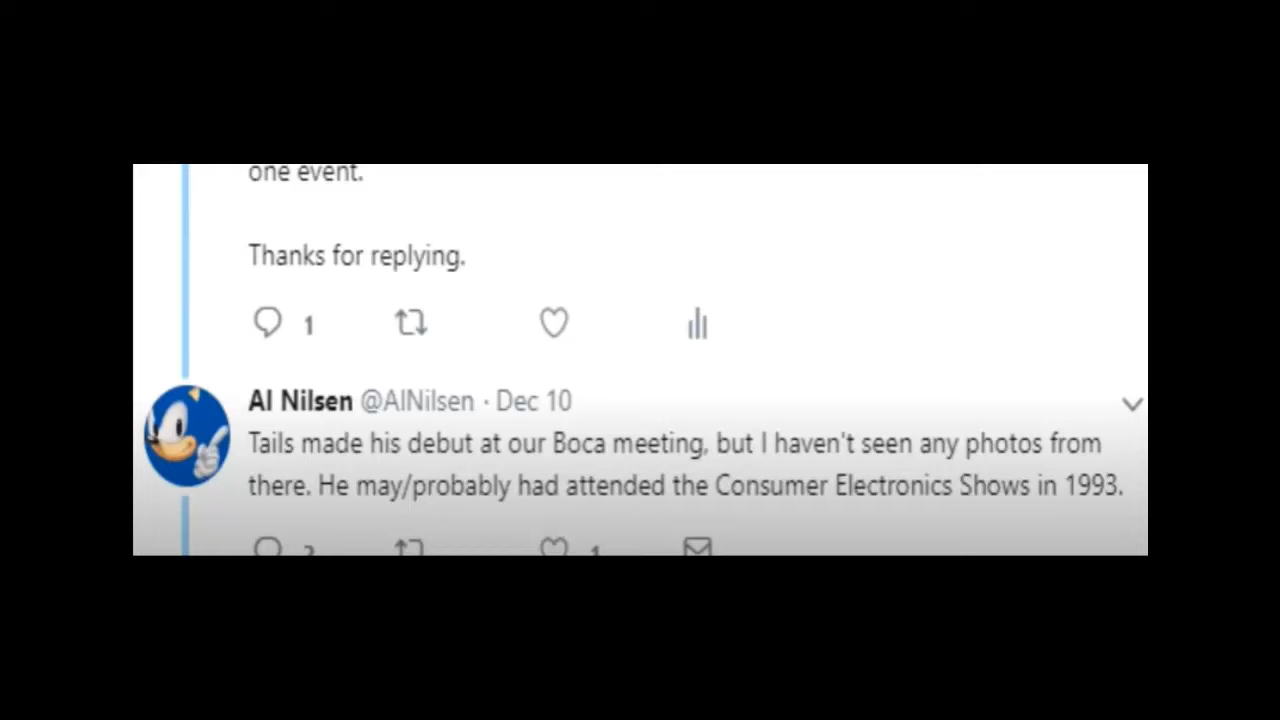 one event.
Thanks for replying.
1
Al Nilsen @AlNilsen · Dec 10
Tails made his debut at our Boca meeting, but I haven't seen any photos from
there. He may/probably had attended the Consumer Electronics Shows in 1993.
1